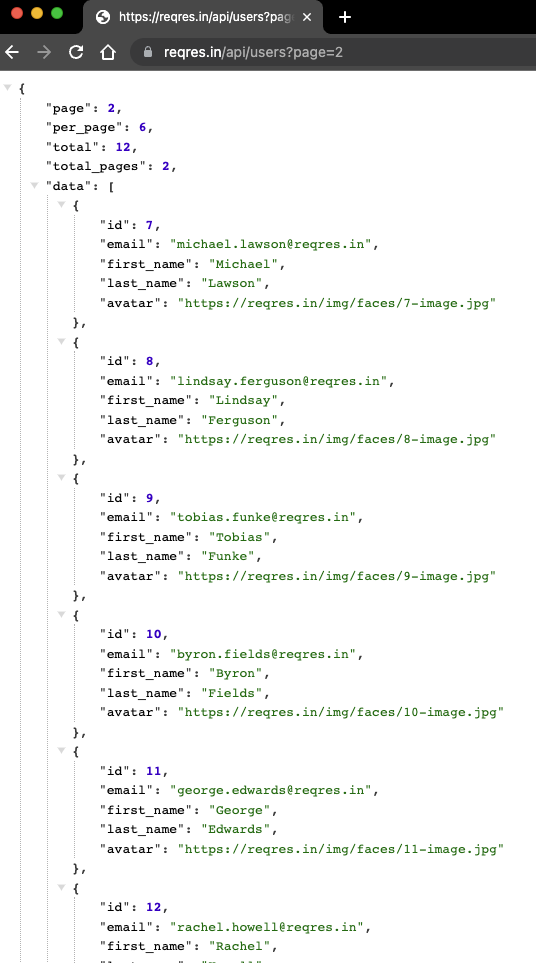 https://reqres.in/api/users?pag
reqres.in/api/users?page=2
{
"page": 2,
"per_page": 6,
"total": 12,
"total_pages": 2,
"data": [
{
"id": 7,
"email": "michael.lawson@reqres.in",
"first_name": "Michael",
"last_name": "Lawson",
"avatar": "https://reqres.in/img/faces/7-image.jpg"
},
{
"id": 8,
"email": "lindsay.ferguson@reqres.in",
"first_name": "Lindsay",
"last_name": "Ferguson",
"avatar": "https://reqres.in/img/faces/8-image.jpg"
},
{
"id": 9,
"email": "tobias.funke@reqres.in",
"first_name": "Tobias",
"last_name": "Funke",
"avatar": "https://reqres.in/img/faces/9-image.jpg"
},
{
"id": 10,
"email": "byron.fields@reqres.in",
"first_name": "Byron",
"last_name": "Fields",
"avatar": "https://reqres.in/img/faces/10-image.jpg"
},
{
"id": 11,
"email": "george.edwards@reqres.in",
"first_name": "George",
"last_name": "Edwards",
"avatar": "https://reqres.in/img/faces/11-image.jpg"
},
{
"id": 12,
"email": "rachel.howell@reqres.in",
"first_name": "Rachel",